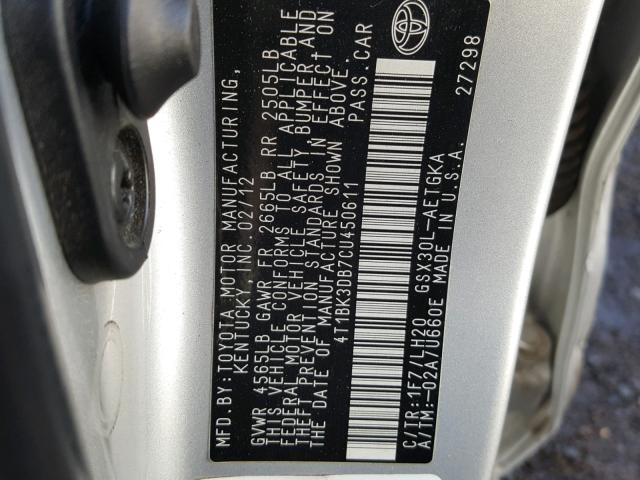 MFD. BY: TOYOTA MOTOR MANUFACTURING,
KENTUCKY, INC. 02/12
GVWR 4565LB GAWR FR 2665LB RR 2505LB
THIS VEHICLE CONFORMS TO ALL APPLICABLE
FEDERAL MOTOR VEHICLE SAFETY, BUMPER, AND
THEFT PREVENTION STANDARDS IN EFFECT ON
THE DATE OF MANUFACTURE SHOWN ABOVE.
4T1BK3DB7CU450611 PASS. CAR
C/TR:1F7/LH20 GSX30L-AETGKA
A/TM:-02A7U660E MADE IN U.S.A.
27298